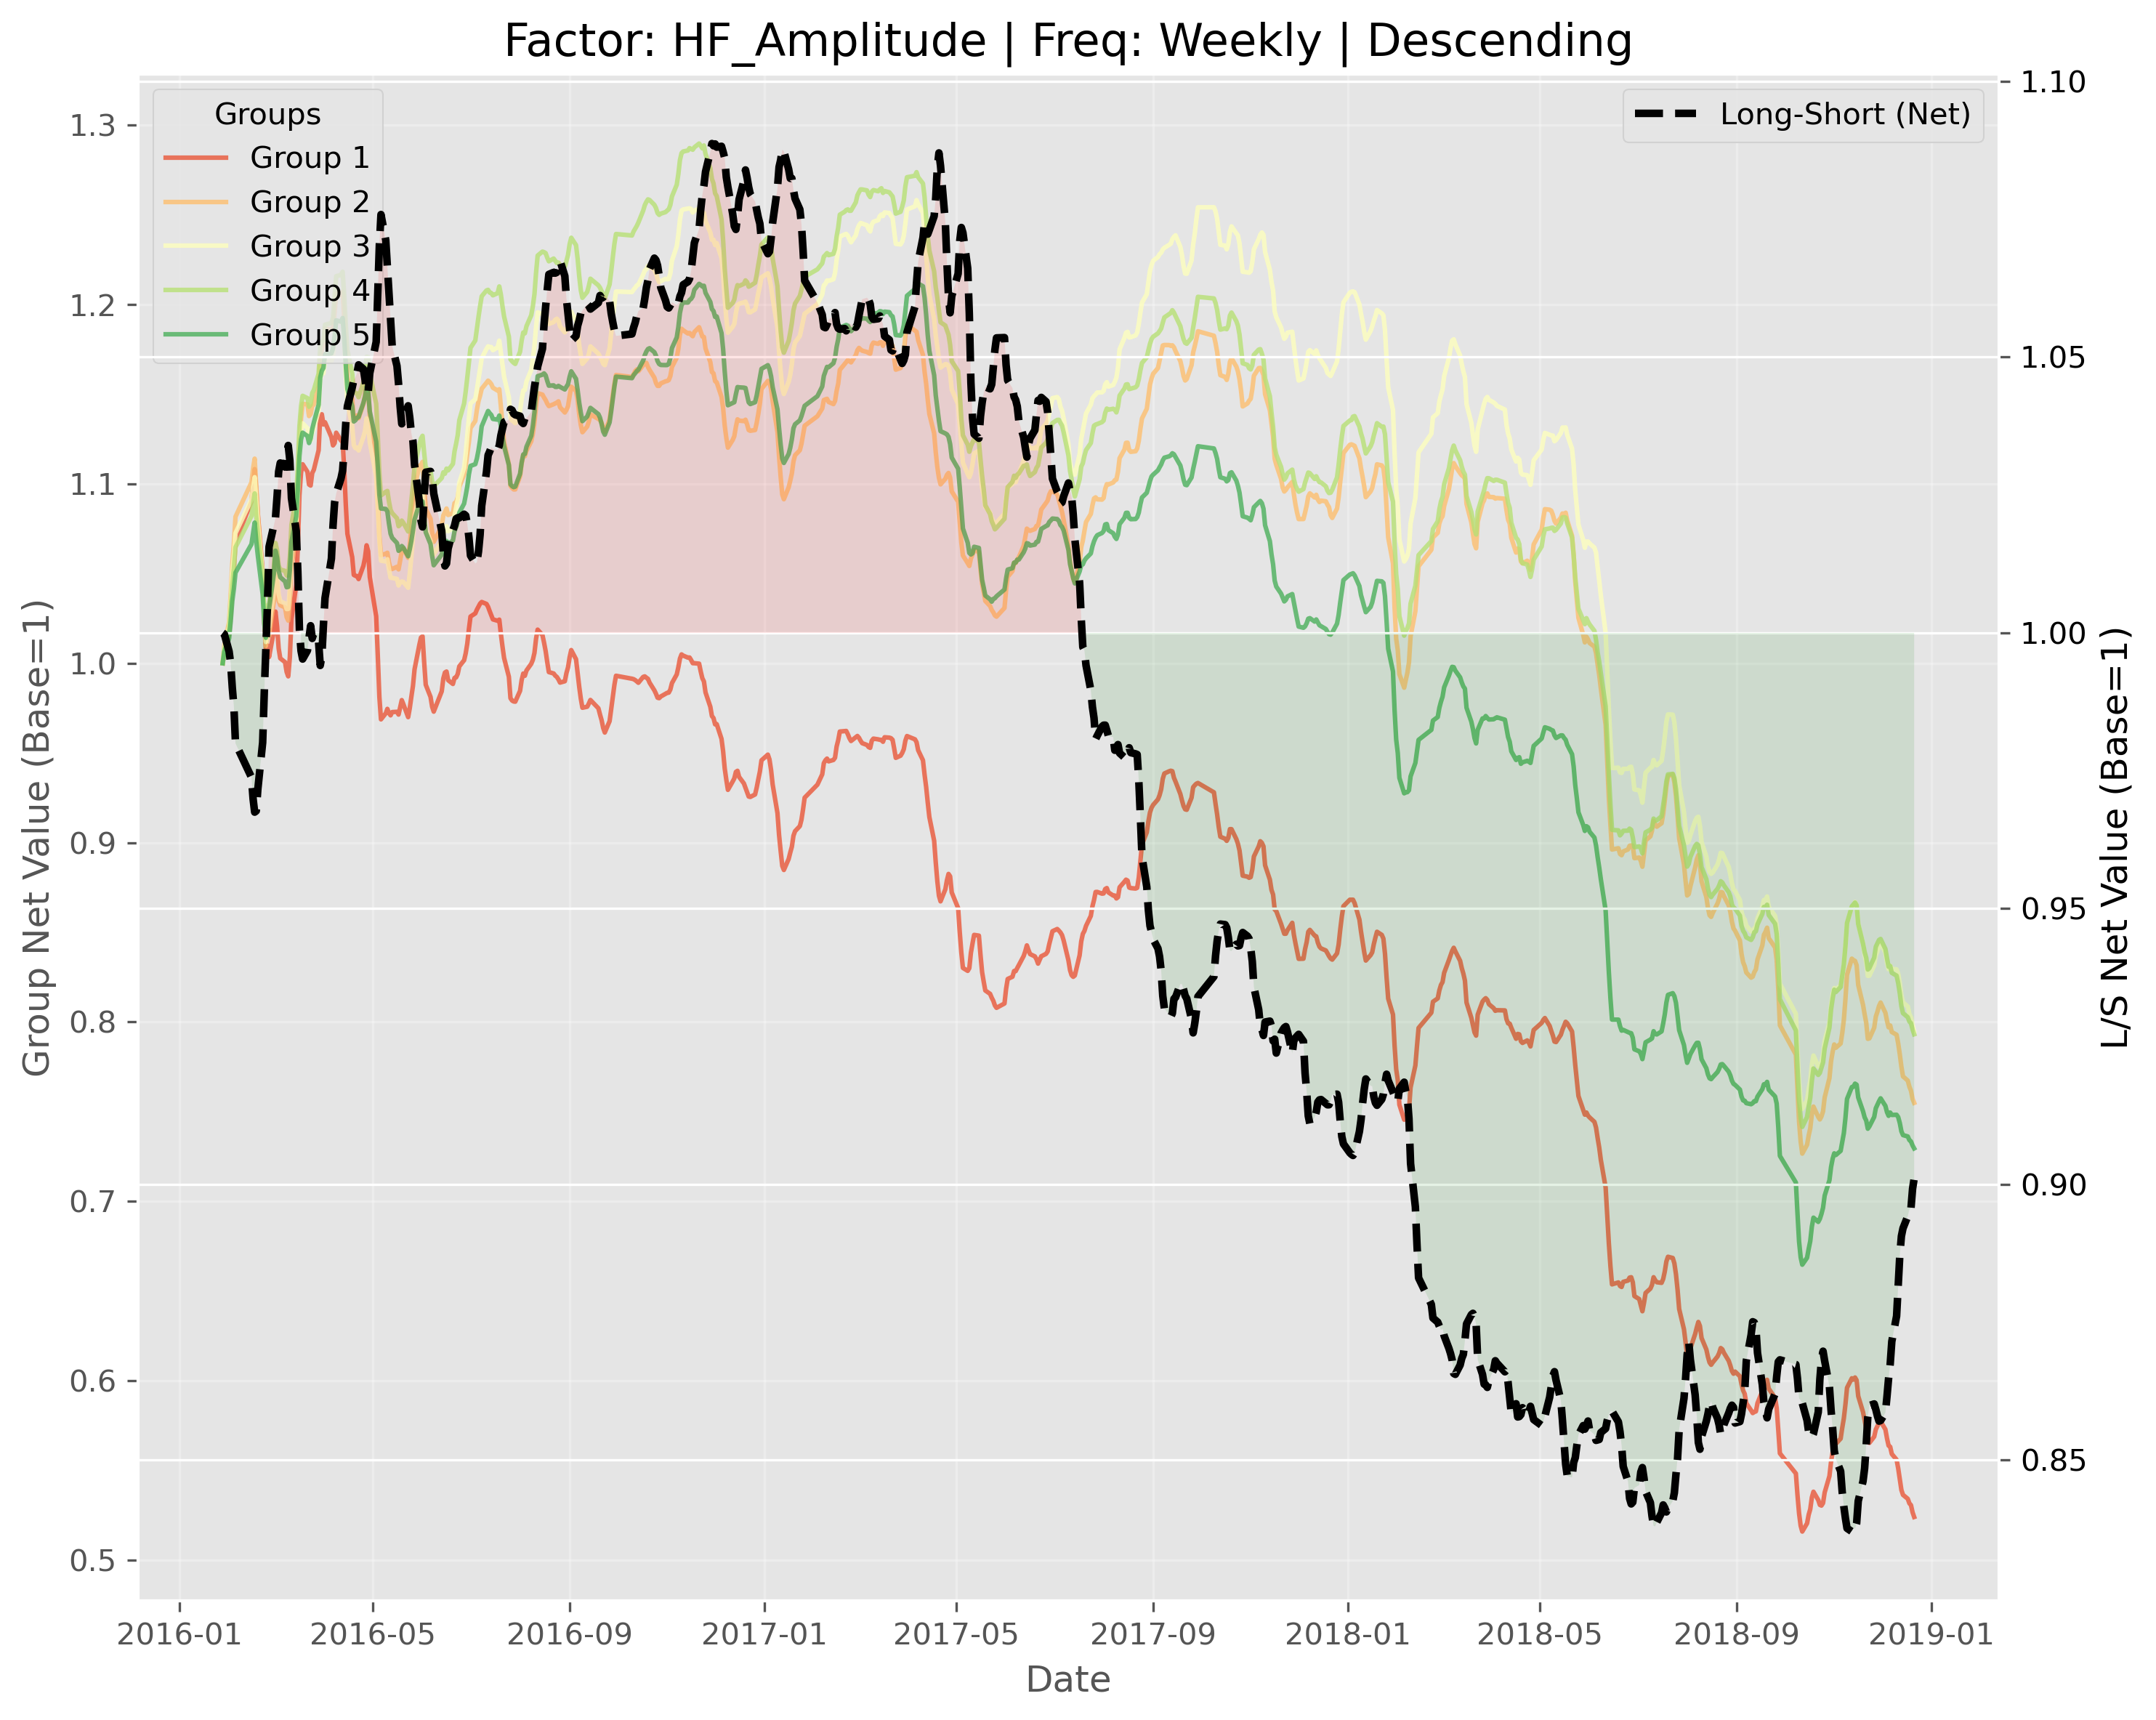 Factor: HF_Amplitude | Freq: Weekly | Descending
Groups
Group 1
Group 2
Group 3
Group 4
Group 5
Long-Short (Net)
Group Net Value (Base=1)
1.3
1.2
1.1
1.0
0.9
0.8
0.7
0.6
0.5
1.10
1.05
1.00
0.95
0.90
0.85
L/S Net Value (Base=1)
2016-01
2016-05
2016-09
2017-01
2017-05
2017-09
2018-01
2018-05
2018-09
2019-01
Date